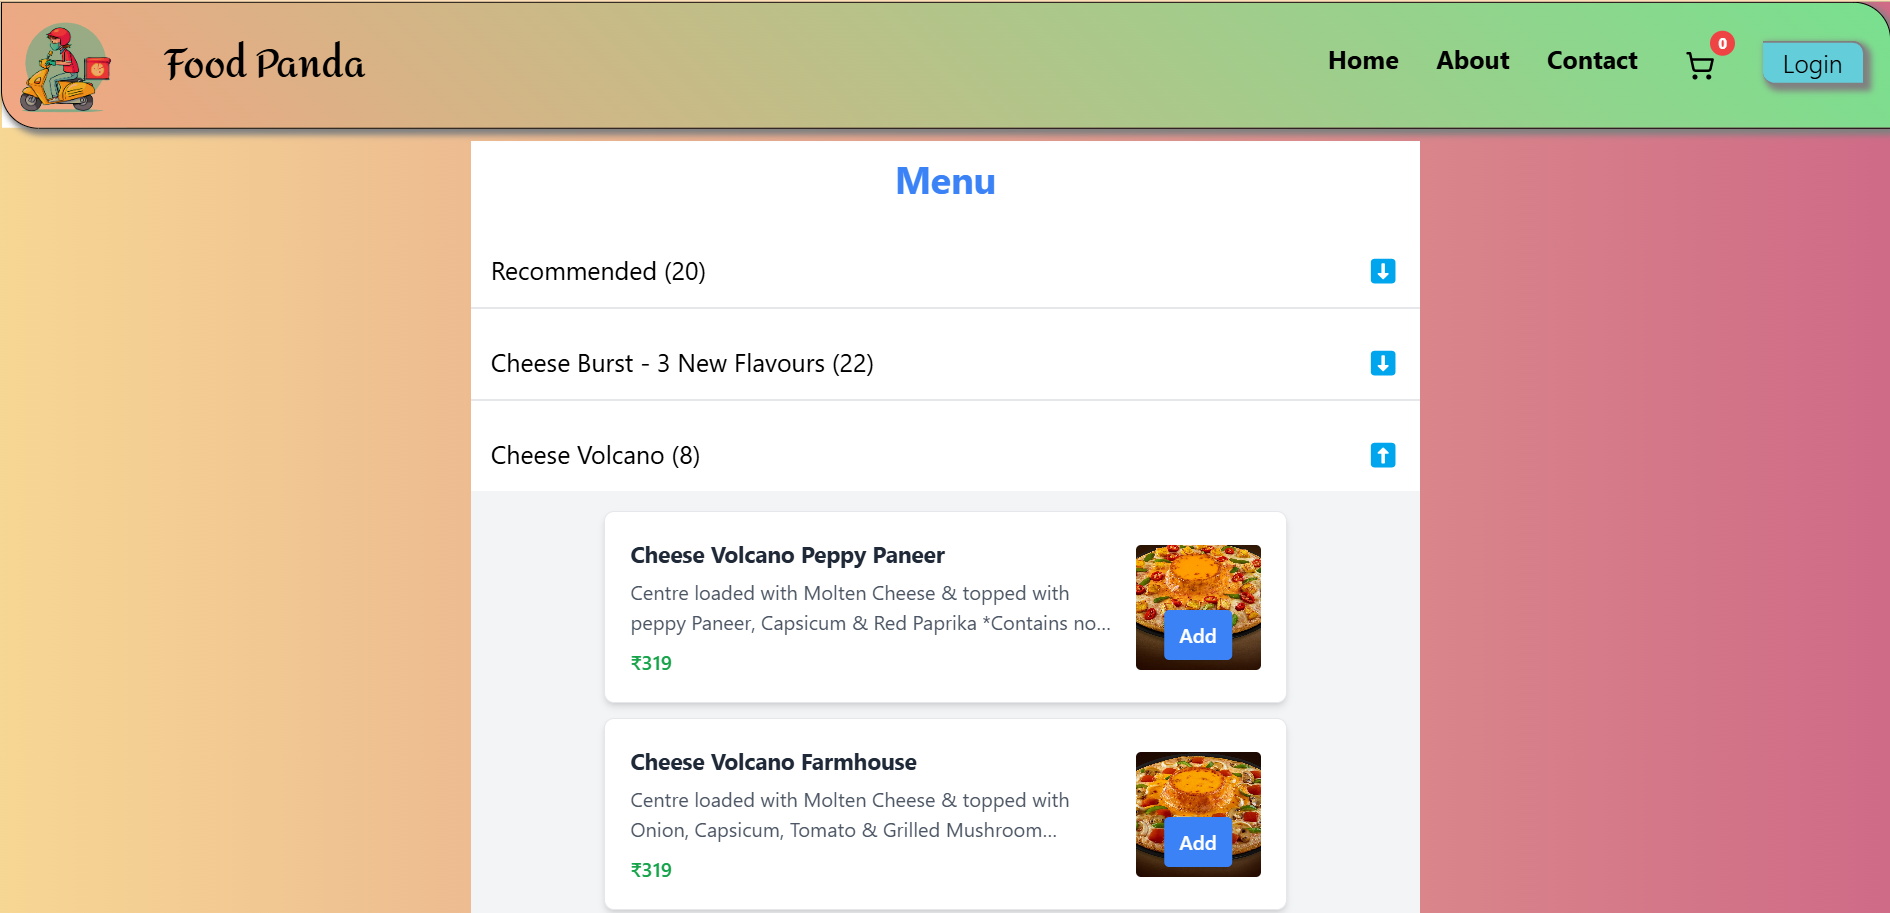 Food Panda
Home
About
Contact
0
Login
Menu
Recommended (20)
Cheese Burst - 3 New Flavours (22)
Cheese Volcano (8)
Cheese Volcano Peppy Paneer
Centre loaded with Molten Cheese & topped with
peppy Paneer, Capsicum & Red Paprika *Contains no...
₹319
Add
Cheese Volcano Farmhouse
Centre loaded with Molten Cheese & topped with
Onion, Capsicum, Tomato & Grilled Mushroom...
₹319
Add